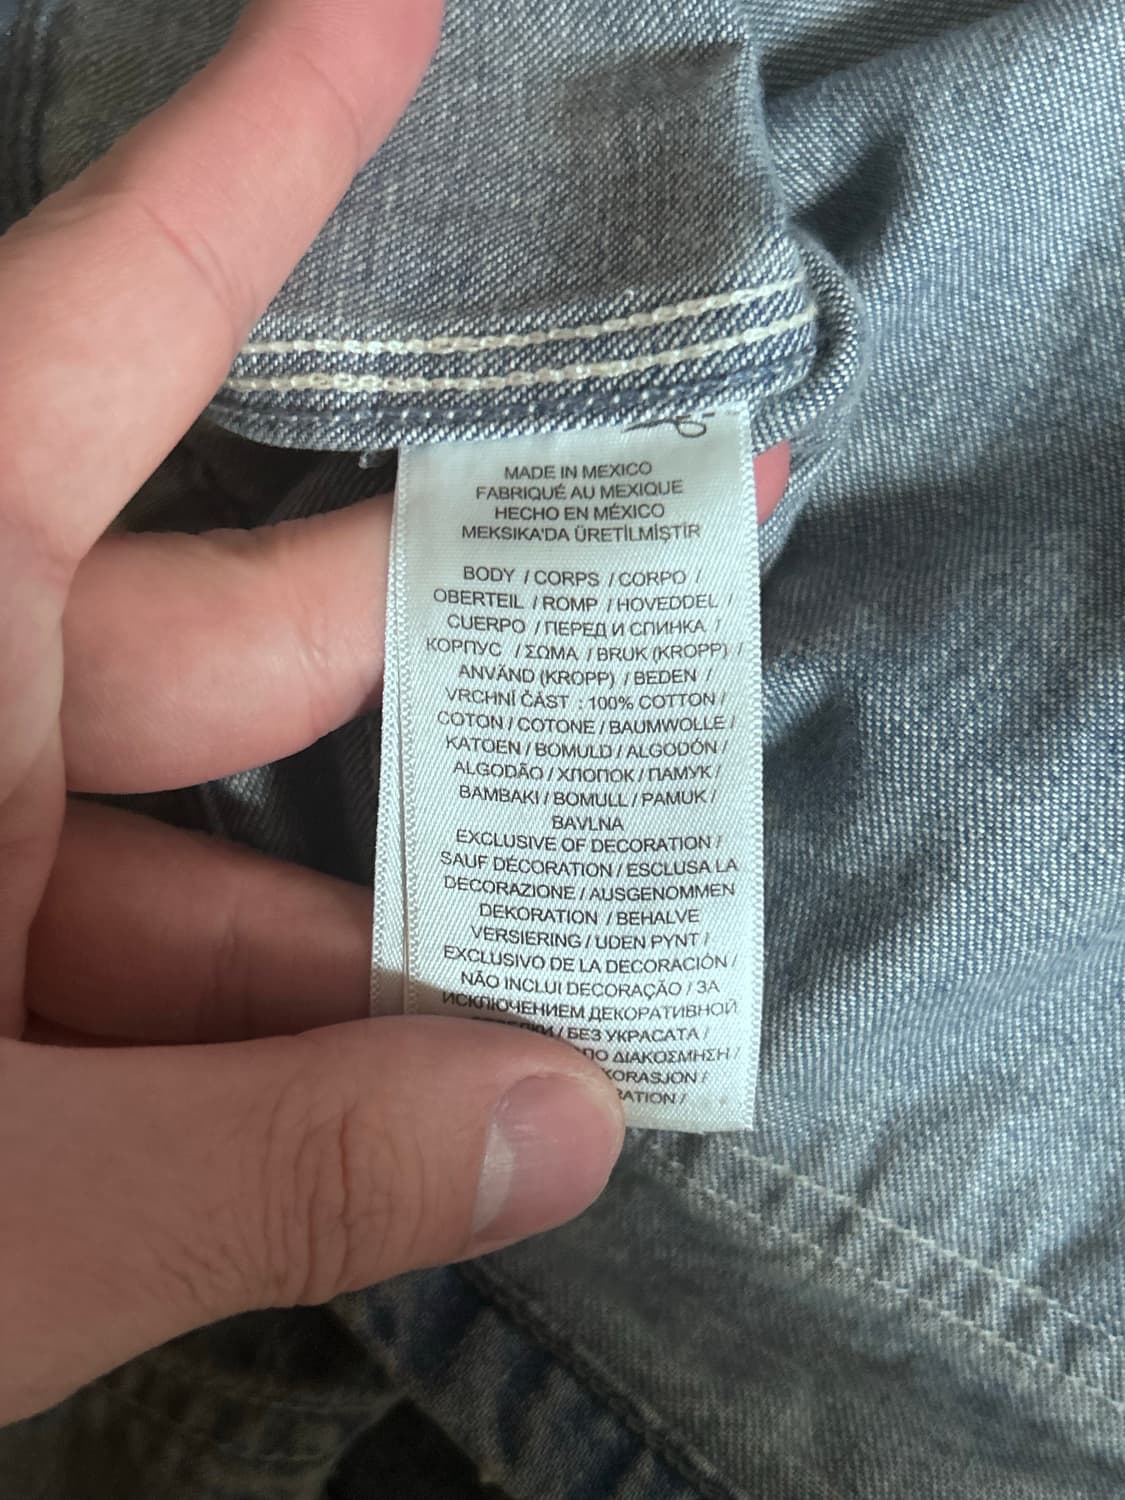 MADE IN MEXICO
FABRIQUÉ AU MEXIQUE
HECHO EN MÉXICO
MEKSIKA'DA ÜRETİLMİŞTİR
BODY / CORPS / CORPO /
OBERTEIL / ROMP / HOVEDDEL /
CUERPO / ПЕРЕД И СПИНКА /
КОРПУС / ΣΩΜΑ / BRUK (KROPP) /
ANVÄND (KROPP) / BEDEN /
VRCHNÍ ČÁST : 100% COTTON /
COTON / COTONE / BAUMWOLLE /
KATOEN / BOMULD / ALGODÓN /
ALGODÃO / ХЛОПОК / ПАМУК /
ΒΑΜΒΑΚΙ / BOMULL / PAMUK /
BAVLNA
EXCLUSIVE OF DECORATION /
SAUF DÉCORATION / ESCLUSA LA
DECORAZIONE / AUSGENOMMEN
DEKORATION / BEHALVE
VERSIERING / UDEN PYNT /
EXCLUSIVO DE LA DECORACIÓN /
NÃO INCLUI DECORAÇÃO / ЗА
ИСКЛЮЧЕНИЕМ ДЕКОРАТИВНОЙ
/ БЕЗ УКРАСАТА /
ΔΙΑΚΟΣΜΗΣΗ /
KORASJON /
RATION /